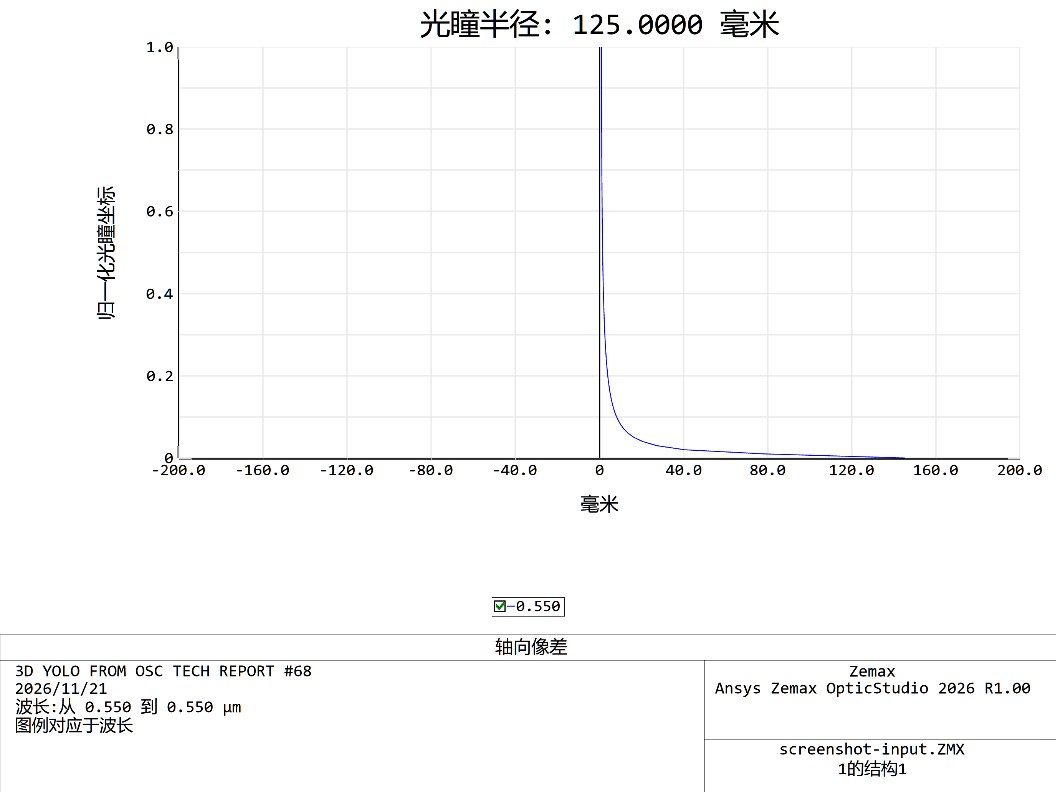 光瞳半径: 125.0000 毫米
1.0
0.8
0.6
0.4
0.2
0
归一化光瞳坐标
-200.0 -160.0 -120.0 -80.0 -40.0 0 40.0 80.0 120.0 160.0 200.0
毫米
0.550
轴向像差
3D YOLO FROM OSC TECH REPORT #68
2026/11/21
波长:从 0.550 到 0.550 µm
图例对应于波长
Zemax
Ansys Zemax OpticStudio 2026 R1.00
screenshot-input.ZMX
1的结构1